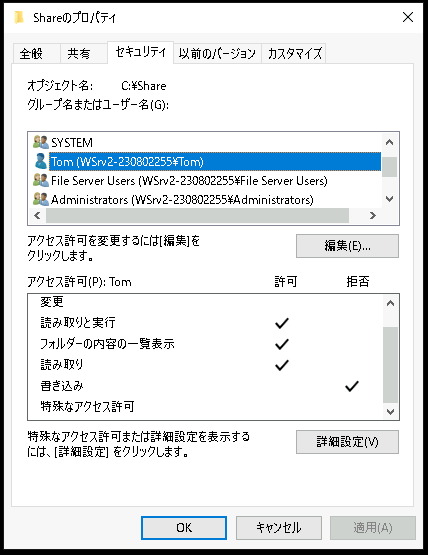 Shareのプロパティ
全般 共有 セキュリティ 以前のバージョン カスタマイズ
オブジェクト名: C:¥Share
グループ名またはユーザー名(G):
SYSTEM
Tom (WSrv2-230802255¥Tom)
File Server Users (WSrv2-230802255¥File Server Users)
Administrators (WSrv2-230802255¥Administrators)
アクセス許可を変更するには[編集]を
クリックします。
編集(E)...
アクセス許可(P): Tom 許可 拒否
変更
読み取りと実行
フォルダーの内容の一覧表示
読み取り
書き込み
特殊なアクセス許可
特殊なアクセス許可または詳細設定を表示する
には、[詳細設定] をクリックします。
詳細設定(V)
OK キャンセル 適用(A)